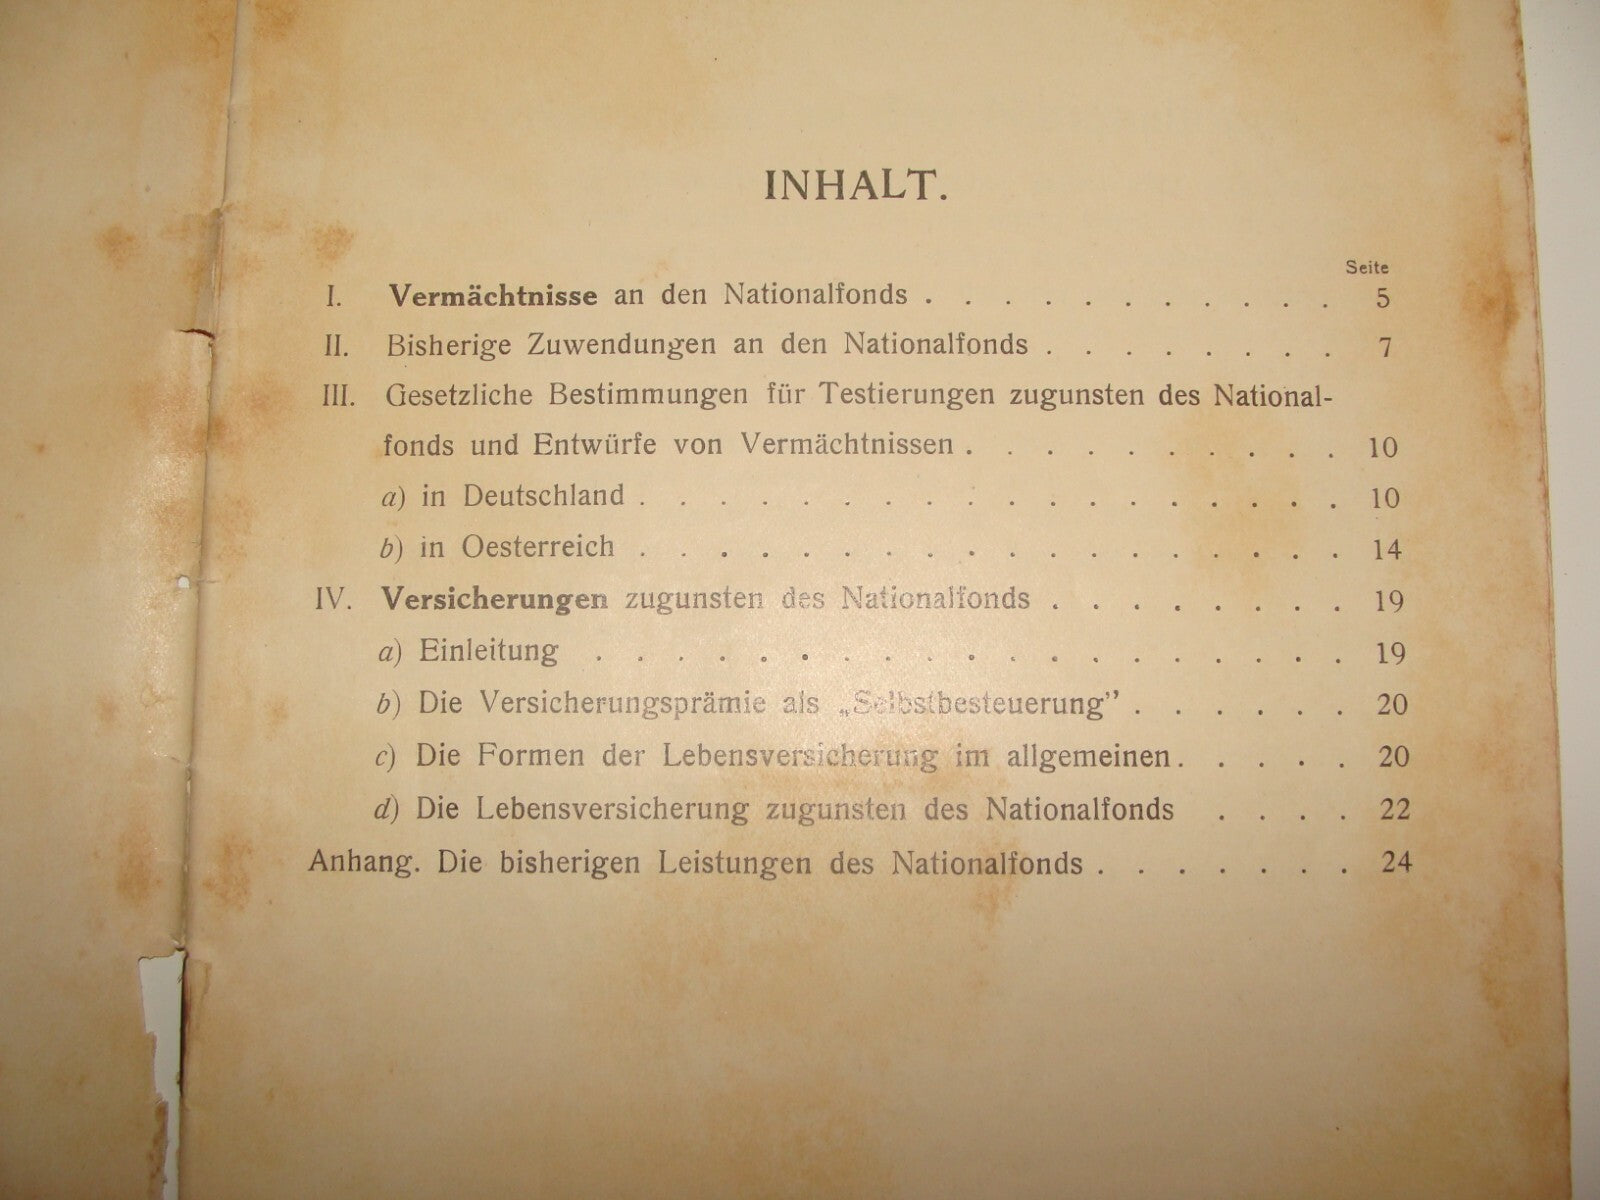 INHALT.
Seite
I. Vermächtnisse an den Nationalfonds . . . . . . . . . . . 5
II. Bisherige Zuwendungen an den Nationalfonds . . . . . . . . 7
III. Gesetzliche Bestimmungen für Testierungen zugunsten des National-
fonds und Entwürfe von Vermächtnissen . . . . . . . . . . 10
a) in Deutschland . . . . . . . . . . . . . . . . . . 10
b) in Oesterreich . . . . . . . . . . . . . . . . . . 14
IV. Versicherungen zugunsten des Nationalfonds . . . . . . . . 19
a) Einleitung . . . . . . . . . . . . . . . . . . . 19
b) Die Versicherungsprämie als „Selbstbesteuerung” . . . . . . 20
c) Die Formen der Lebensversicherung im allgemeinen . . . . . 20
d) Die Lebensversicherung zugunsten des Nationalfonds . . . . 22
Anhang. Die bisherigen Leistungen des Nationalfonds . . . . . . . 24